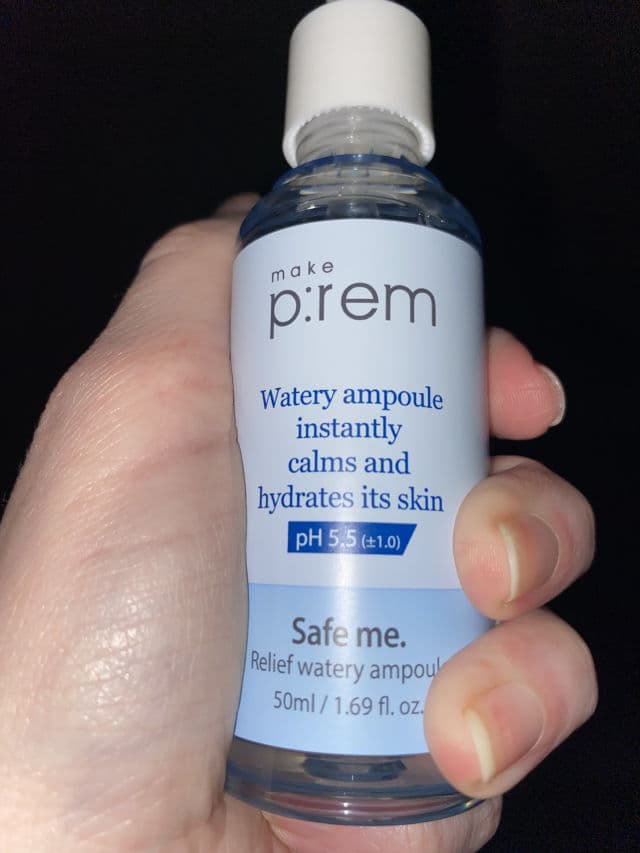 make
p:rem
Watery ampoule
instantly
calms and
hydrates its skin
pH 5.5 (±1.0)
Safe me.
Relief watery ampoul
50ml / 1.69 fl. oz.